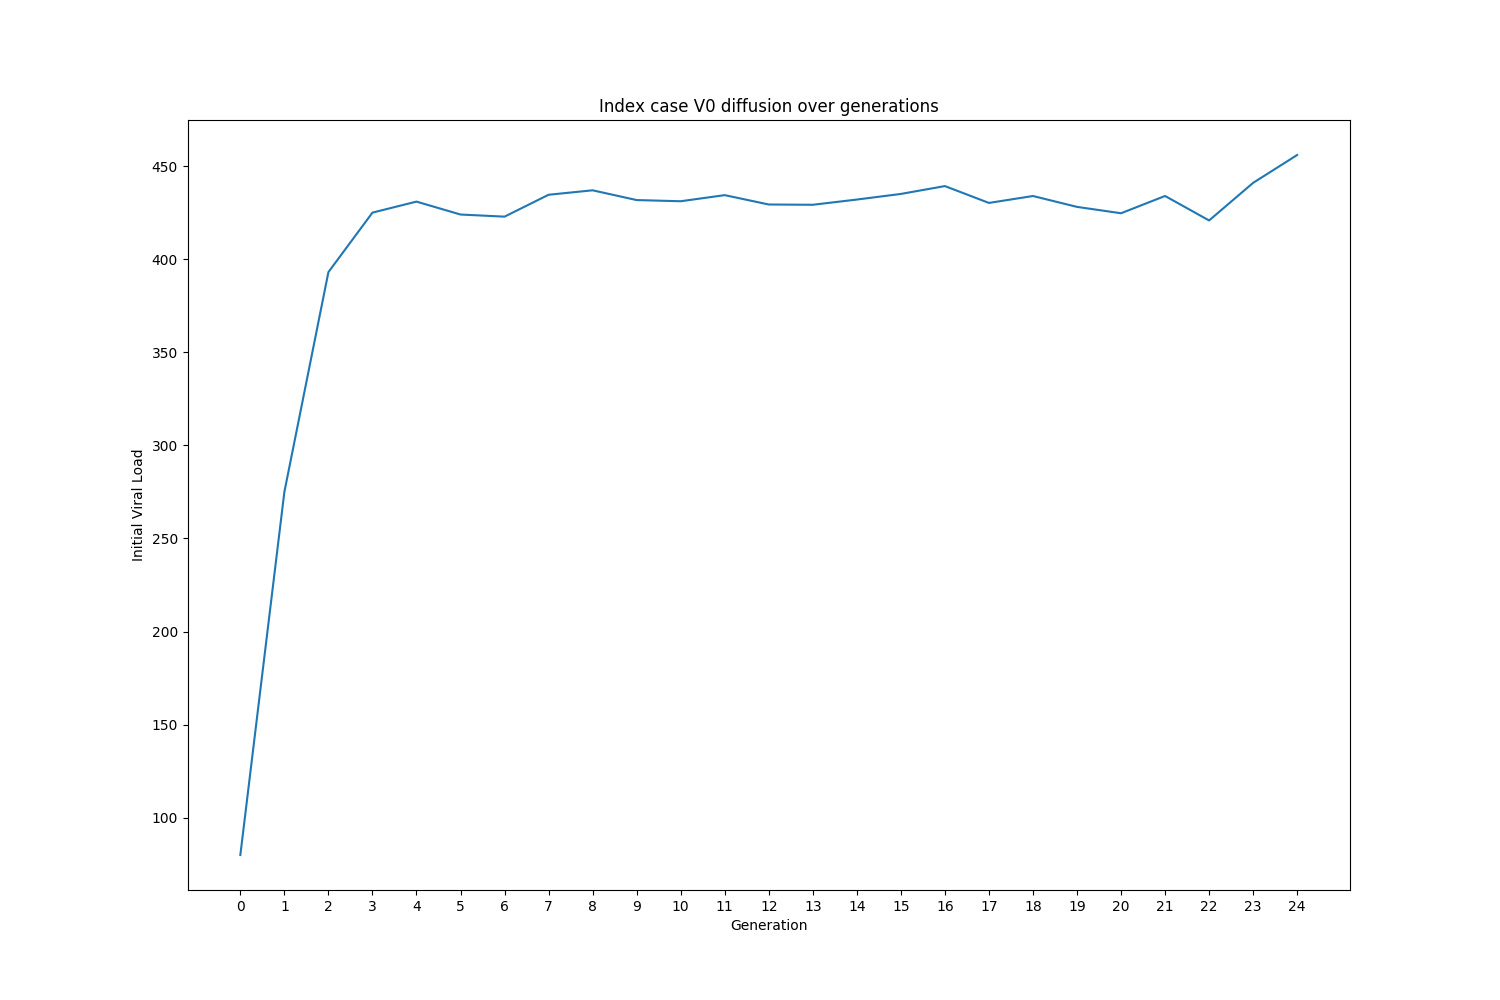 Index case V0 diffusion over generations
450
400
350
300
250
200
150
100
Initial Viral Load
0 1 2 3 4 5 6 7 8 9 10 11 12 13 14 15 16 17 18 19 20 21 22 23 24
Generation